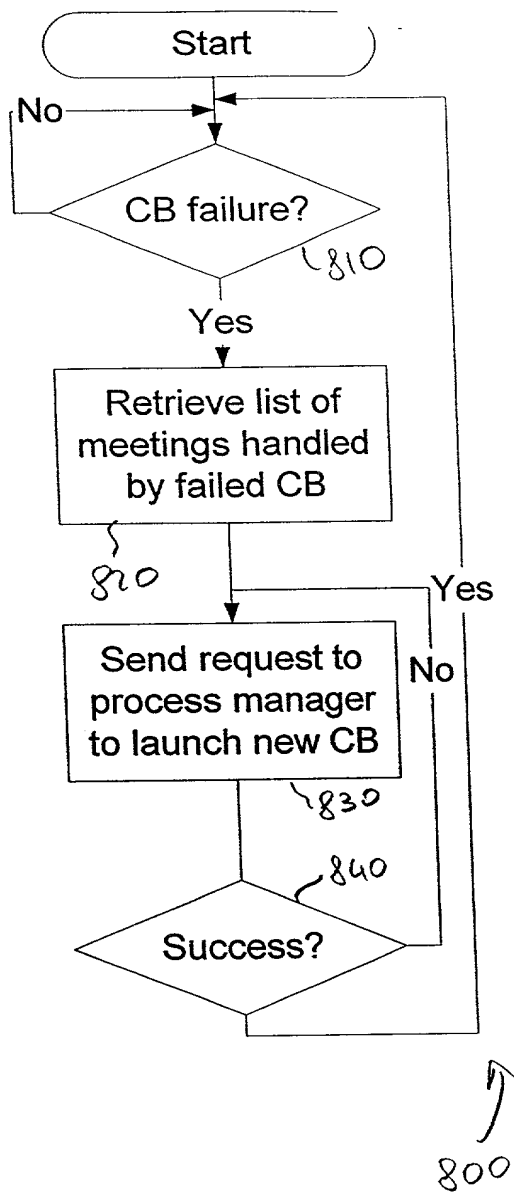 Start
No
CB failure?
810
Yes
Retrieve list of
meetings handled
by failed CB
820
Yes
Send request to
process manager
to launch new CB
No
830
840
Success?
800